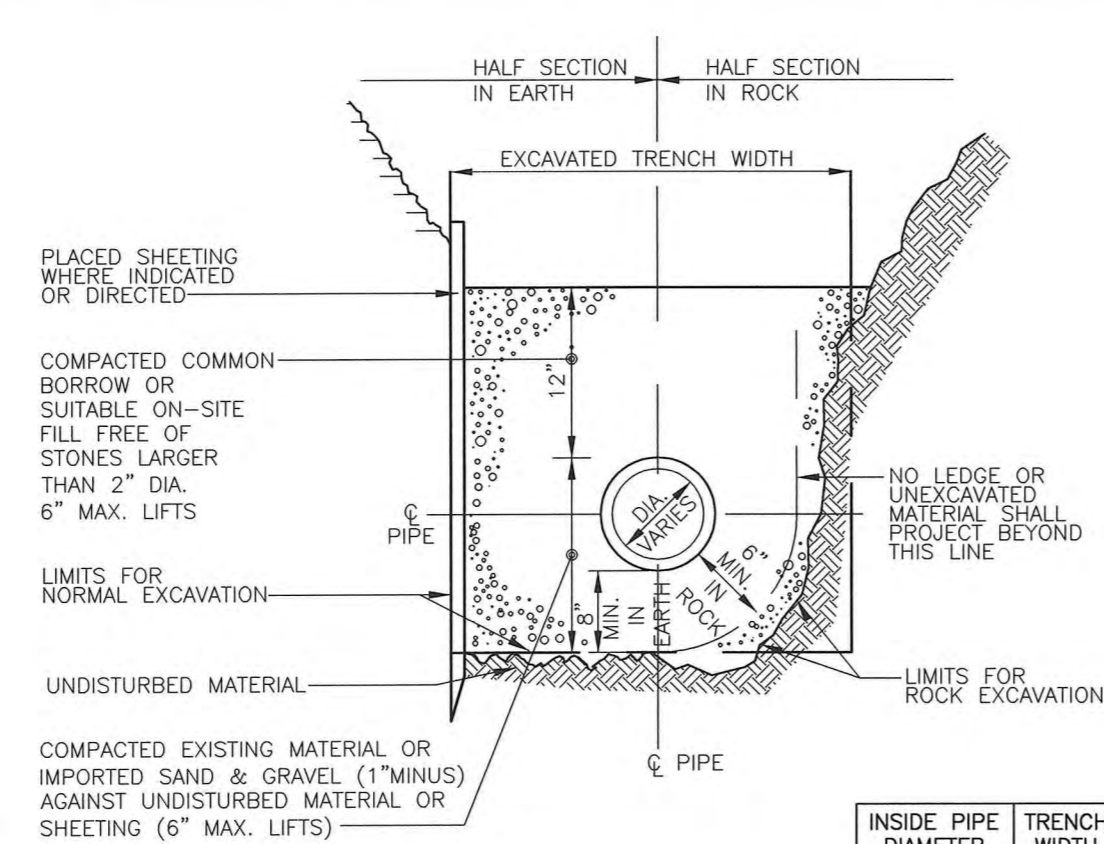 HALF SECTION
IN EARTH
HALF SECTION
IN ROCK
EXCAVATED TRENCH WIDTH
PLACED SHEETING
WHERE INDICATED
OR DIRECTED
COMPACTED COMMON
BORROW OR
SUITABLE ON-SITE
FILL FREE OF
STONES LARGER
THAN 2" DIA.
6" MAX. LIFTS
12"
℄
PIPE
DIA.
VARIES
NO LEDGE OR
UNEXCAVATED
MATERIAL SHALL
PROJECT BEYOND
THIS LINE
LIMITS FOR
NORMAL EXCAVATION
8"
MIN.
IN
EARTH
6"
MIN.
IN
ROCK
UNDISTURBED MATERIAL
LIMITS FOR
ROCK EXCAVATION
COMPACTED EXISTING MATERIAL OR
IMPORTED SAND & GRAVEL (1"MINUS)
AGAINST UNDISTURBED MATERIAL OR
SHEETING (6" MAX. LIFTS)
℄ PIPE
INSIDE PIPE
DIAMETER
TRENCH
WIDTH